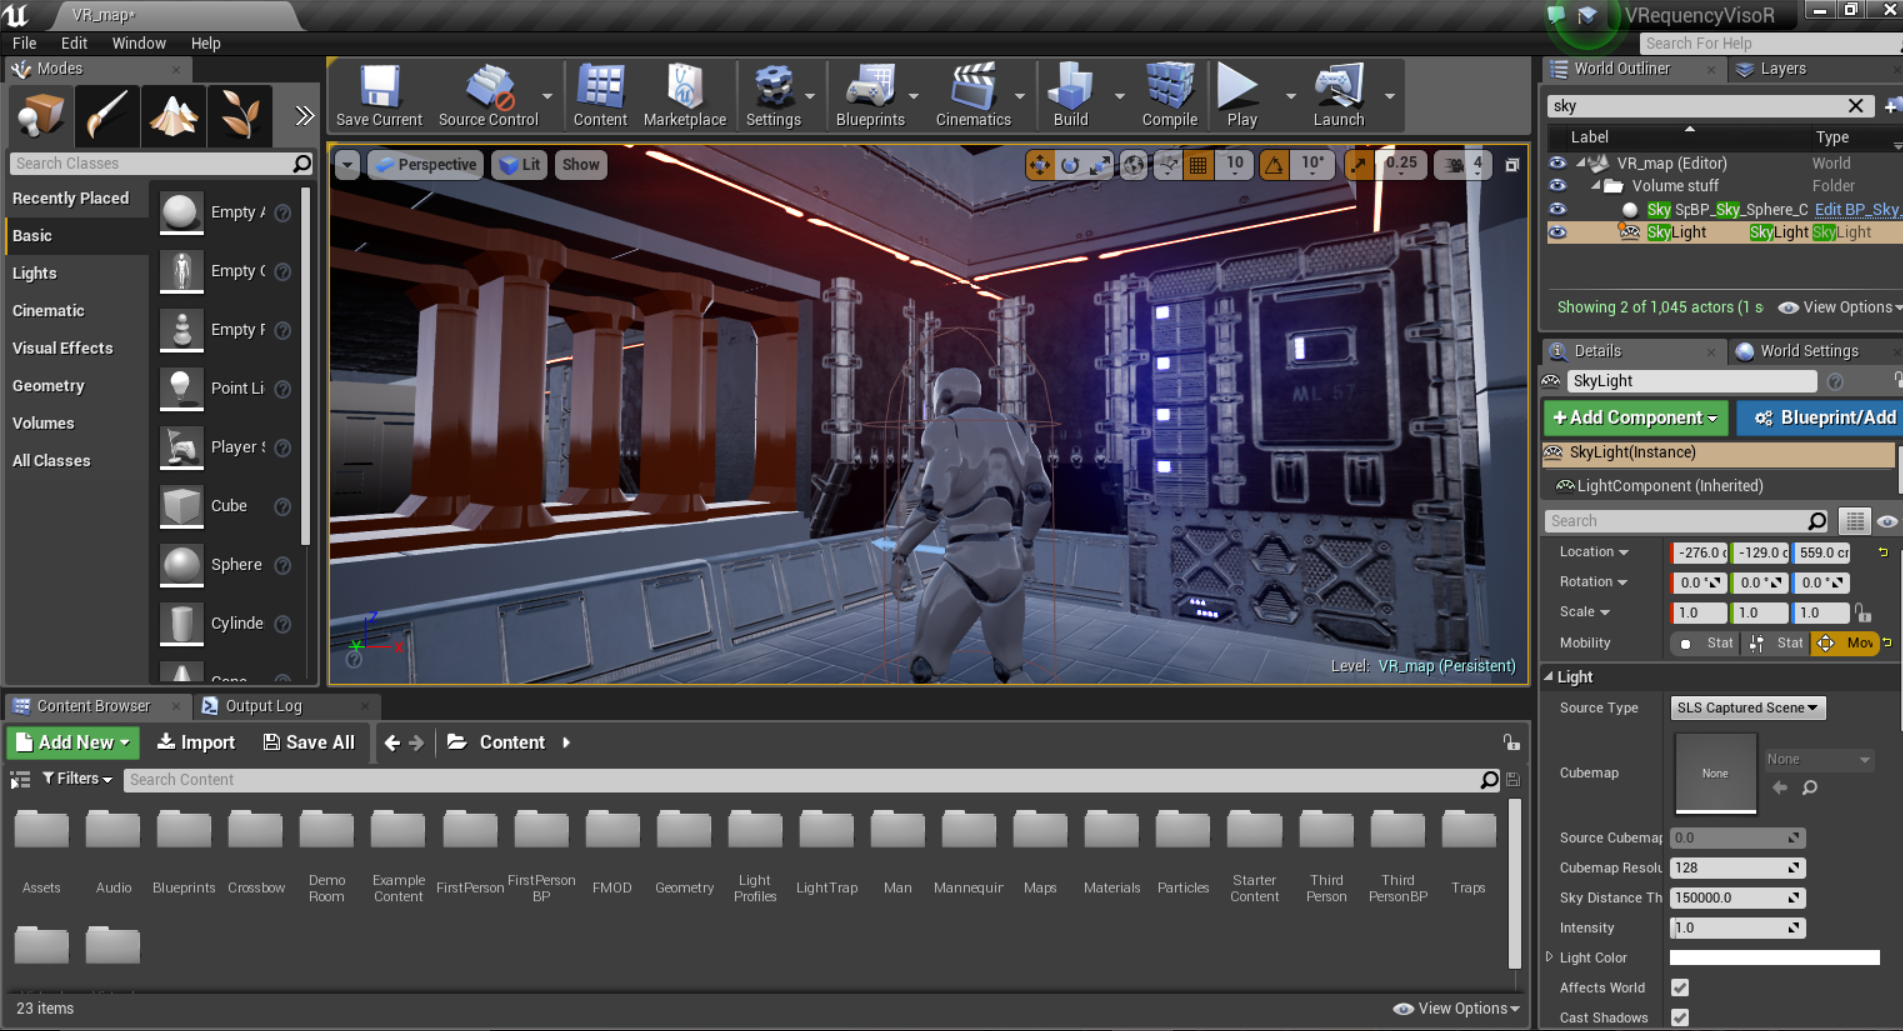 VR_map*
VRequencyVisoR
File Edit Window Help
Search For Help
Modes
World Outliner
Layers
Save Current
Source Control
Content
Marketplace
Settings
Blueprints
Cinematics
Build
Compile
Play
Launch
sky
Label
Type
Search Classes
Perspective
Lit
Show
10
10°
0.25
4
VR_map (Editor) World
Volume stuff Folder
Sky SpBP_Sky_Sphere_C Edit BP_Sky_
SkyLight SkyLight SkyLight
Recently Placed
Basic
Lights
Cinematic
Visual Effects
Geometry
Volumes
All Classes
Empty A
Empty C
Empty P
Point Li
Player S
Cube
Sphere
Cylinde
Cone
ML 57
Z
Y
X
Level: VR_map (Persistent)
Showing 2 of 1,045 actors (1 s
View Options
Details
World Settings
SkyLight
+Add Component
Blueprint/Add
SkyLight(Instance)
LightComponent (Inherited)
Search
Location -276.0 c -129.0 c 559.0 cr
Rotation 0.0 ° 0.0 ° 0.0 °
Scale 1.0 1.0 1.0
Mobility Stat Stat Mov
Light
Source Type SLS Captured Scene
Cubemap None None
Source Cubemap 0.0
Cubemap Resolu 128
Sky Distance Th 150000.0
Intensity 1.0
Light Color
Affects World
Cast Shadows
Content Browser
Output Log
Add New
Import
Save All
Content
Filters
Search Content
Assets
Audio
Blueprints
Crossbow
Demo Room
Example Content
FirstPerson
FirstPerson BP
FMOD
Geometry
Light Profiles
LightTrap
Man
Mannequin
Maps
Materials
Particles
Starter Content
Third Person
Third PersonBP
Traps
23 items
View Options